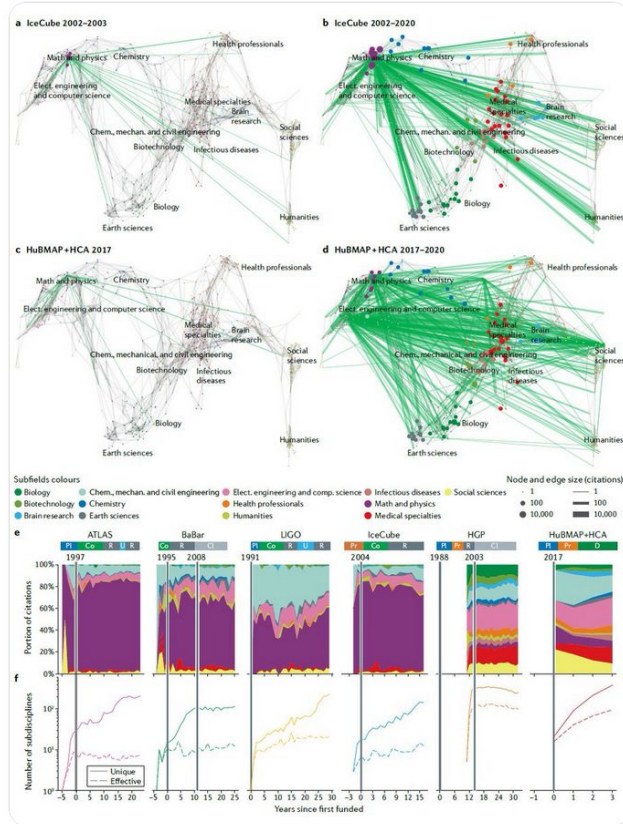 a IceCube 2002–2003
Health professionals
Math and physics
Chemistry
Elect. engineering
and computer science
Medical specialties
Brain
research
Chem., mechan. and civil engineering
Social
sciences
Biotechnology
Infectious diseases
Biology
Earth sciences
Humanities
b IceCube 2002–2020
Health professionals
Math and physics
Chemistry
Elect. engineering
and computer science
Medical
specialties
Brain
research
Chem., mechan. and civil engineering
Social
sciences
Biotechnology
Infectious diseases
Biology
Earth sciences
Humanities
c HuBMAP+HCA 2017
Health professionals
Math and physics
Chemistry
Elect. engineering and computer science
Medical
specialties
Brain
research
Chem., mechanical, and civil engineering
Social
sciences
Biotechnology
Infectious
diseases
Biology
Earth sciences
Humanities
d HuBMAP+HCA 2017–2020
Health professionals
Math and physics
Chemistry
Elect. engineering and computer science
Medical
specialties
Brain
research
Chem., mechanical, and civil engineering
Social
sciences
Biotechnology
Infectious
diseases
Biology
Earth sciences
Humanities
Subfields colours
Biology
Chem., mechan. and civil engineering
Elect. engineering and comp. science
Infectious diseases
Social sciences
Biotechnology
Chemistry
Health professionals
Math and physics
Brain research
Earth sciences
Humanities
Medical specialties
Node and edge size (citations)
1 1
100 100
10,000 10,000
e ATLAS BaBar LIGO IceCube HGP HuBMAP+HCA
Pl Co R U R
Co R Cl
Pl Co R U R
Pr Co R
Pl Pr R Cl
Pl Pr D
1997 1995 2008 1991 2004 1988 2003 2017
Portion of citations
100%
80%
60%
40%
20%
0%
f
Number of subdisciplines
10²
10¹
10⁰
Unique
Effective
−5 0 5 10 15 20
−5 0 5 10 15 20 25
0 5 10 15 20 25 30
−3 0 3 6 9 12 15
0 5 10 15 20 25 30
0 1 2 3
Years since first funded